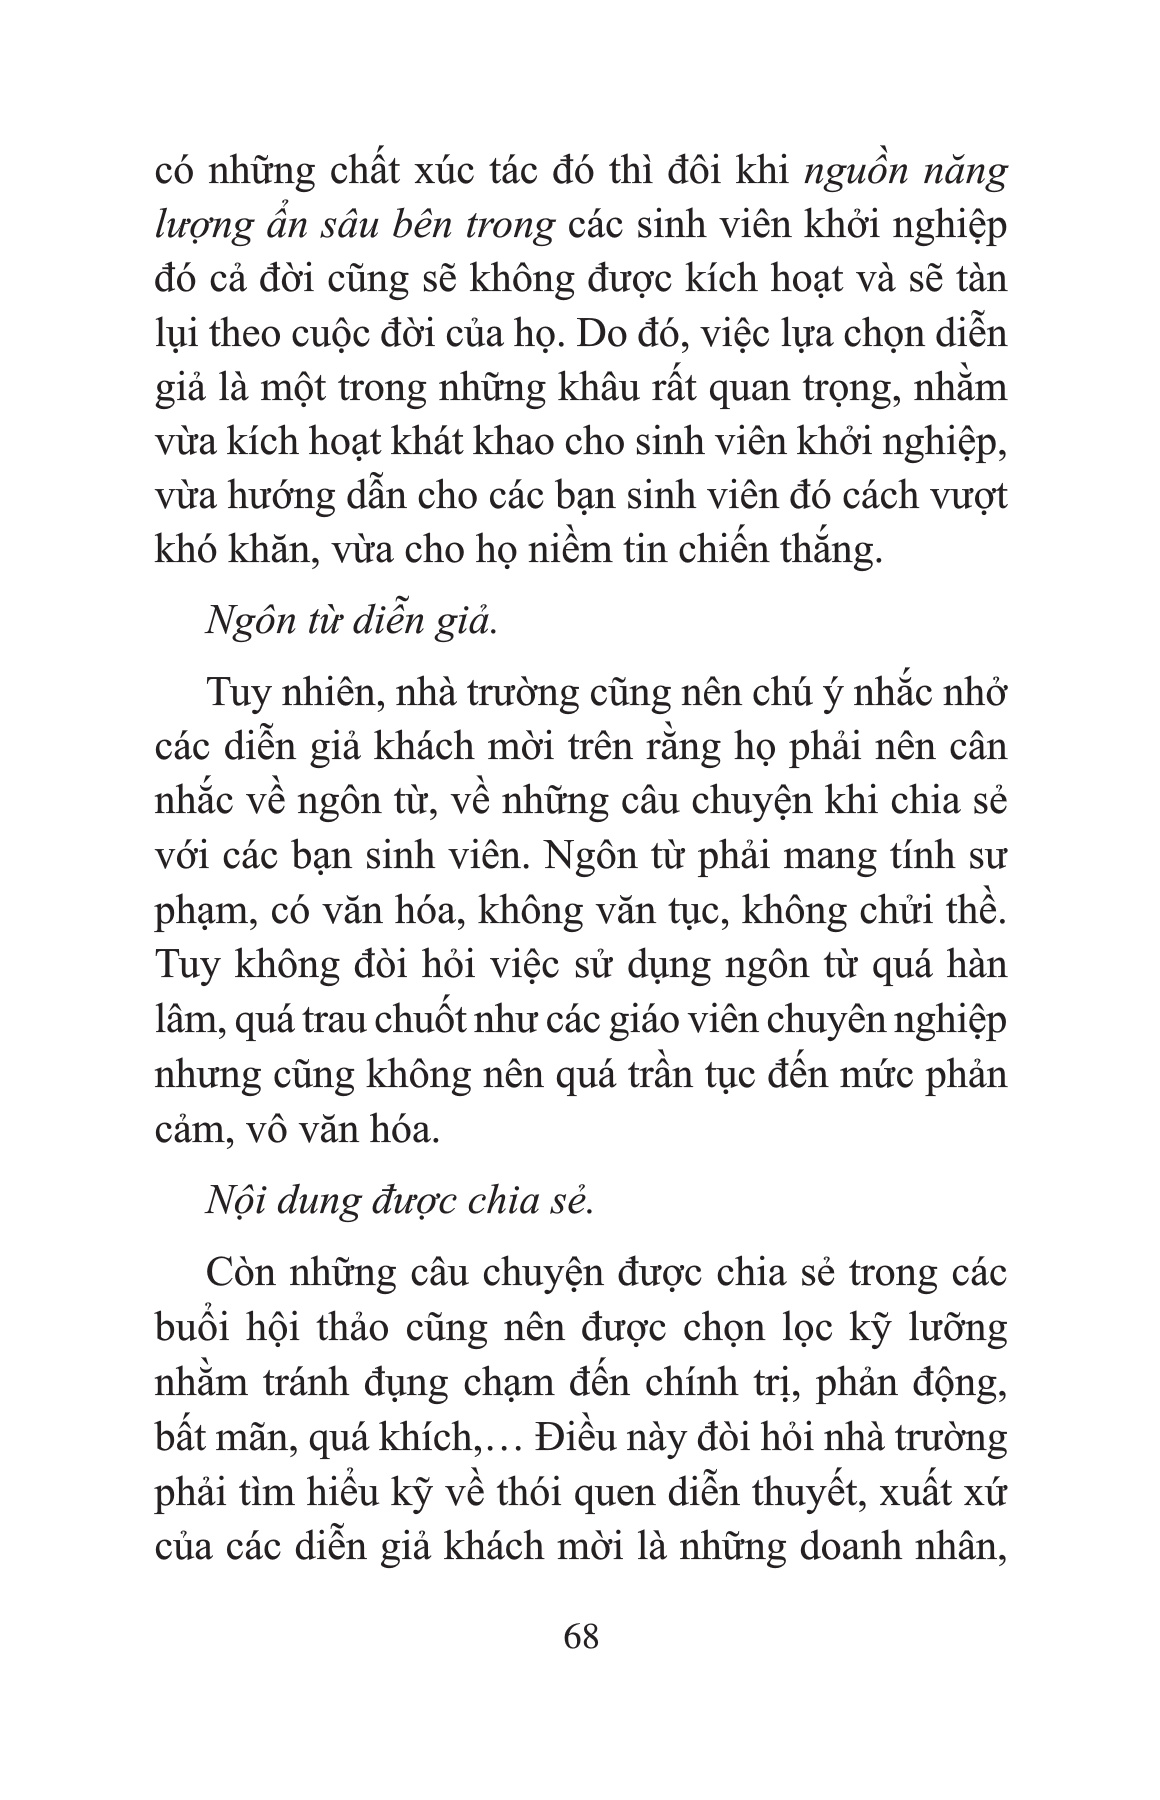 có những chất xúc tác đó thì đôi khi nguồn năng
lượng ẩn sâu bên trong các sinh viên khởi nghiệp
đó cả đời cũng sẽ không được kích hoạt và sẽ tàn
lụi theo cuộc đời của họ. Do đó, việc lựa chọn diễn
giả là một trong những khâu rất quan trọng, nhằm
vừa kích hoạt khát khao cho sinh viên khởi nghiệp,
vừa hướng dẫn cho các bạn sinh viên đó cách vượt
khó khăn, vừa cho họ niềm tin chiến thắng.
Ngôn từ diễn giả.
Tuy nhiên, nhà trường cũng nên chú ý nhắc nhở
các diễn giả khách mời trên rằng họ phải nên cân
nhắc về ngôn từ, về những câu chuyện khi chia sẻ
với các bạn sinh viên. Ngôn từ phải mang tính sư
phạm, có văn hóa, không văn tục, không chửi thề.
Tuy không đòi hỏi việc sử dụng ngôn từ quá hàn
lâm, quá trau chuốt như các giáo viên chuyên nghiệp
nhưng cũng không nên quá trần tục đến mức phản
cảm, vô văn hóa.
Nội dung được chia sẻ.
Còn những câu chuyện được chia sẻ trong các
buổi hội thảo cũng nên được chọn lọc kỹ lưỡng
nhằm tránh đụng chạm đến chính trị, phản động,
bất mãn, quá khích,… Điều này đòi hỏi nhà trường
phải tìm hiểu kỹ về thói quen diễn thuyết, xuất xứ
của các diễn giả khách mời là những doanh nhân,
68